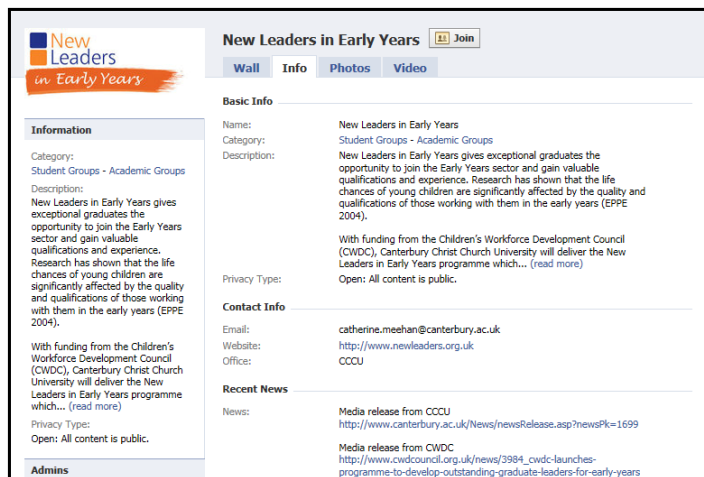 New
Leaders
in Early Years
Information
Category:
Student Groups - Academic Groups
Description:
New Leaders in Early Years gives
exceptional graduates the
opportunity to join the Early Years
sector and gain valuable
qualifications and experience.
Research has shown that the life
chances of young children are
significantly affected by the quality
and qualifications of those working
with them in the early years (EPPE
2004).
With funding from the Children's
Workforce Development Council
(CWDC), Canterbury Christ Church
University will deliver the New
Leaders in Early Years programme
which... (read more)
Privacy Type:
Open: All content is public.
Admins
New Leaders in Early Years Join
Wall Info Photos Video
Basic Info
Name: New Leaders in Early Years
Category: Student Groups - Academic Groups
Description: New Leaders in Early Years gives exceptional graduates the
opportunity to join the Early Years sector and gain valuable
qualifications and experience. Research has shown that the life
chances of young children are significantly affected by the quality and
qualifications of those working with them in the early years (EPPE
2004).
With funding from the Children's Workforce Development Council
(CWDC), Canterbury Christ Church University will deliver the New
Leaders in Early Years programme which... (read more)
Privacy Type: Open: All content is public.
Contact Info
Email: catherine.meehan@canterbury.ac.uk
Website: http://www.newleaders.org.uk
Office: CCCU
Recent News
News: Media release from CCCU
http://www.canterbury.ac.uk/News/newsRelease.asp?newsPk=1699
Media release from CWDC
http://www.cwdcouncil.org.uk/news/3984_cwdc-launches-
programme-to-develop-outstanding-graduate-leaders-for-early-years